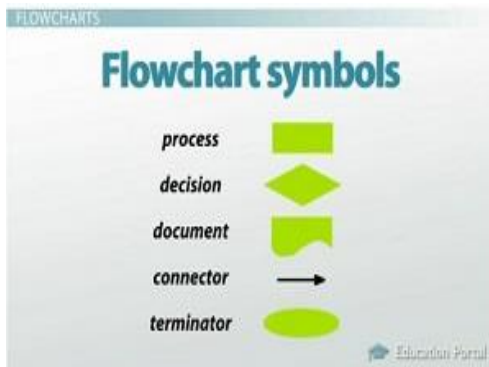 FLOWCHARTS
Flowchart symbols
process
decision
document
connector
terminator
Education Portal